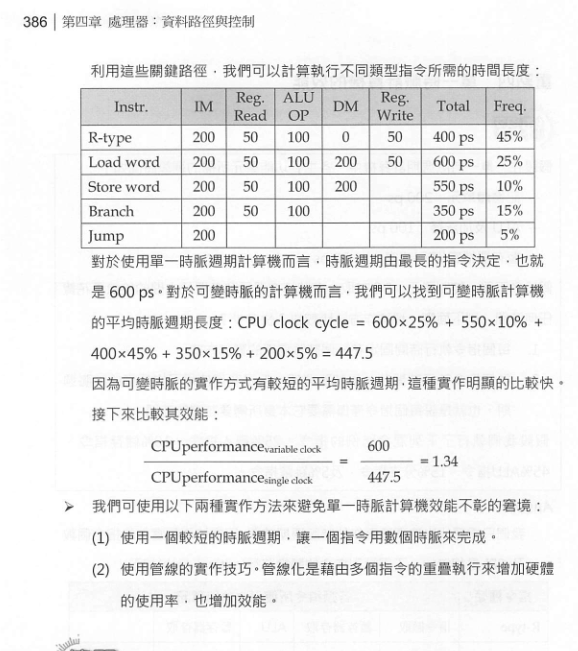 386 | 第四章 處理器：資料路徑與控制
利用這些關鍵路徑，我們可以計算執行不同類型指令所需的時間長度：
Instr. IM Reg. Read ALU OP DM Reg. Write Total Freq.
R-type 200 50 100 0 50 400 ps 45%
Load word 200 50 100 200 50 600 ps 25%
Store word 200 50 100 200 550 ps 10%
Branch 200 50 100 350 ps 15%
Jump 200 200 ps 5%
對於使用單一時脈週期計算機而言，時脈週期由最長的指令決定，也就
是 600 ps。對於可變時脈的計算機而言，我們可以找到可變時脈計算機
的平均時脈週期長度：CPU clock cycle = 600×25% + 550×10% +
400×45% + 350×15% + 200×5% = 447.5
因為可變時脈的實作方式有較短的平均時脈週期，這種實作明顯的比較快。
接下來比較其效能：
CPUperformance variable clock / CPUperformance single clock = 600 / 447.5 = 1.34
➤ 我們可使用以下兩種實作方法來避免單一時脈計算機效能不彰的窘境：
(1) 使用一個較短的時脈週期，讓一個指令用數個時脈來完成。
(2) 使用管線的實作技巧。管線化是藉由多個指令的重疊執行來增加硬體
的使用率，也增加效能。